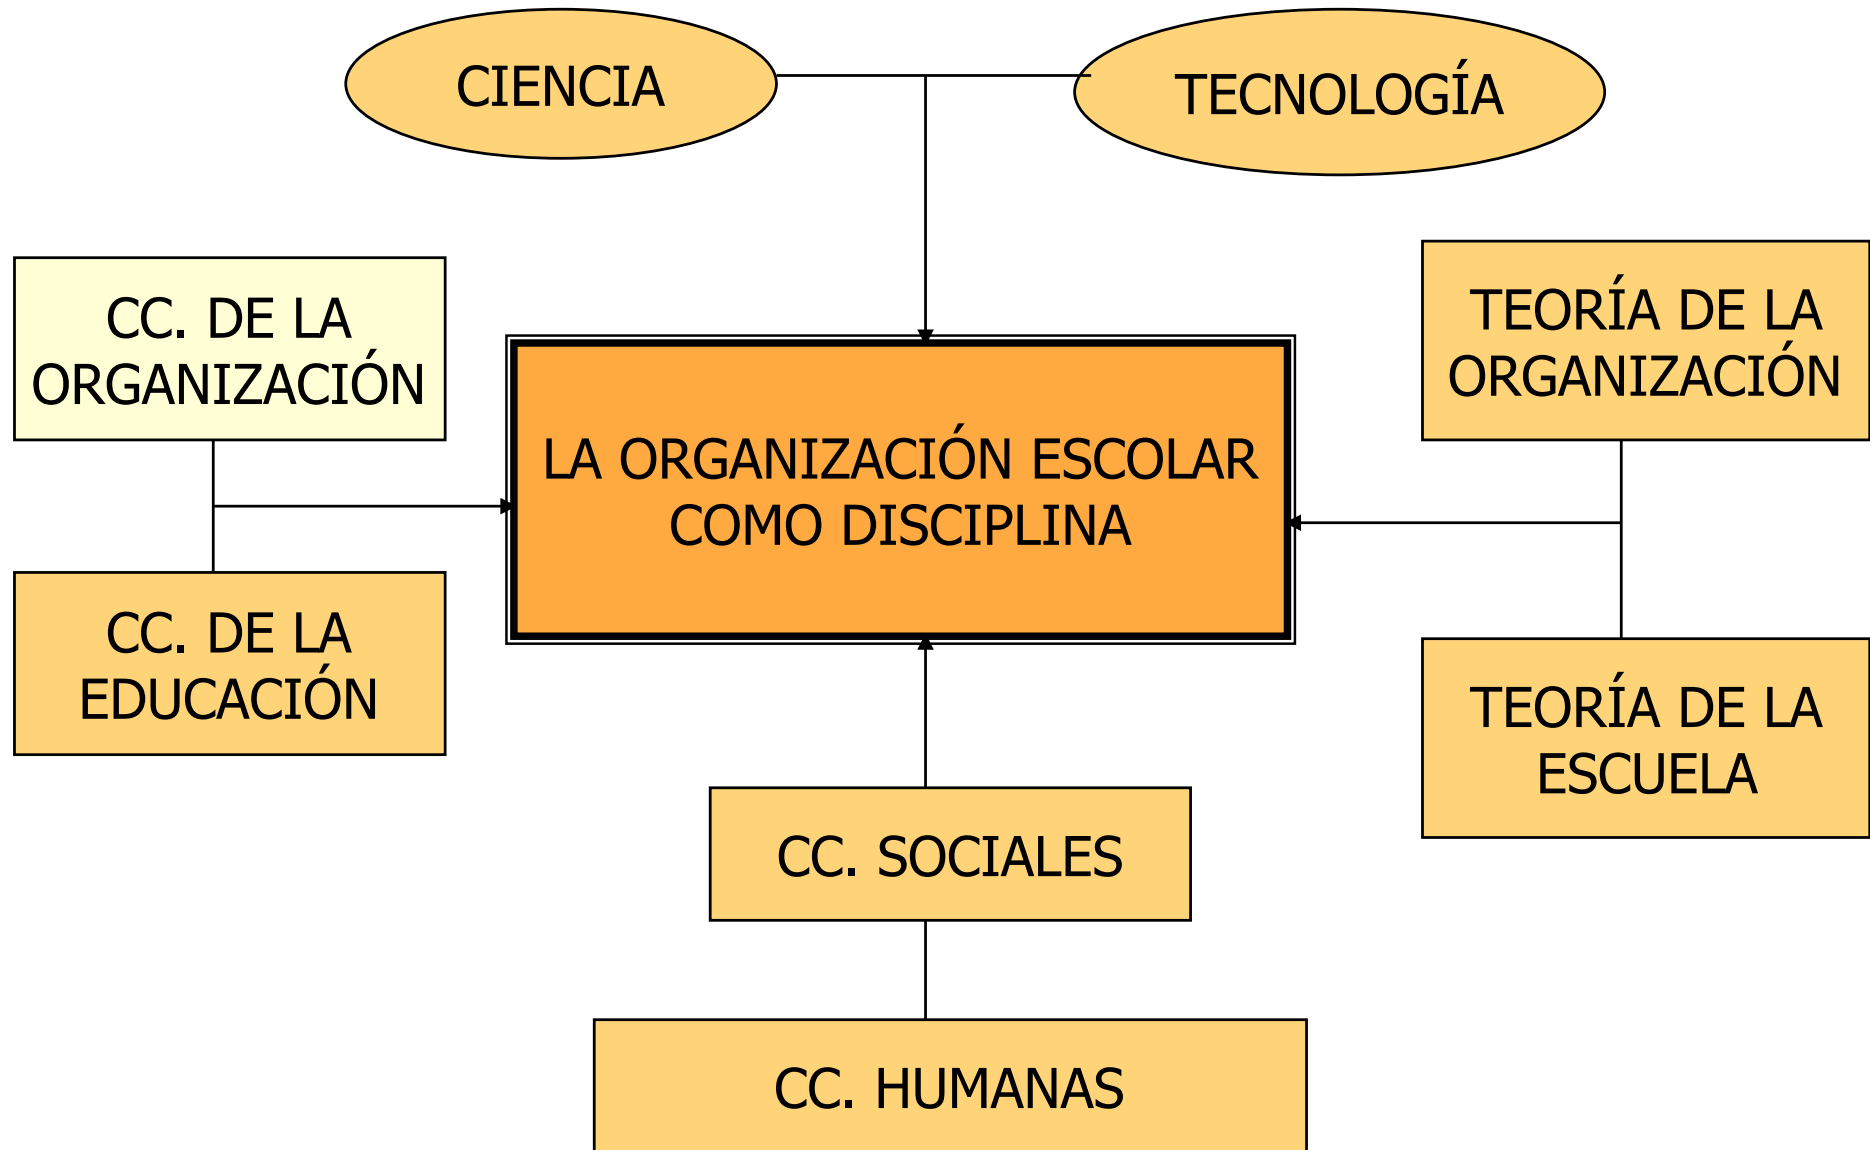 CIENCIA
TECNOLOGÍA
CC. DE LA
ORGANIZACIÓN
TEORÍA DE LA
ORGANIZACIÓN
LA ORGANIZACIÓN ESCOLAR
COMO DISCIPLINA
CC. DE LA
EDUCACIÓN
TEORÍA DE LA
ESCUELA
CC. SOCIALES
CC. HUMANAS